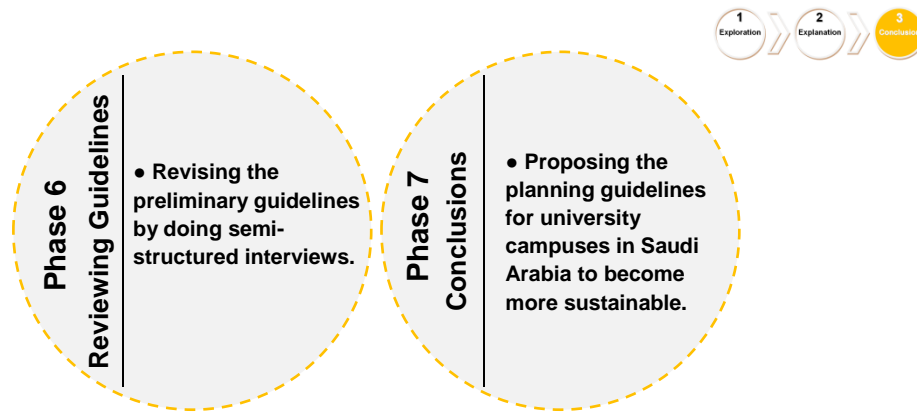 1
Exploration
2
Explanation
3
Conclusion
Phase 6
Reviewing Guidelines
● Revising the
preliminary guidelines
by doing semi-
structured interviews.
Phase 7
Conclusions
● Proposing the
planning guidelines
for university
campuses in Saudi
Arabia to become
more sustainable.